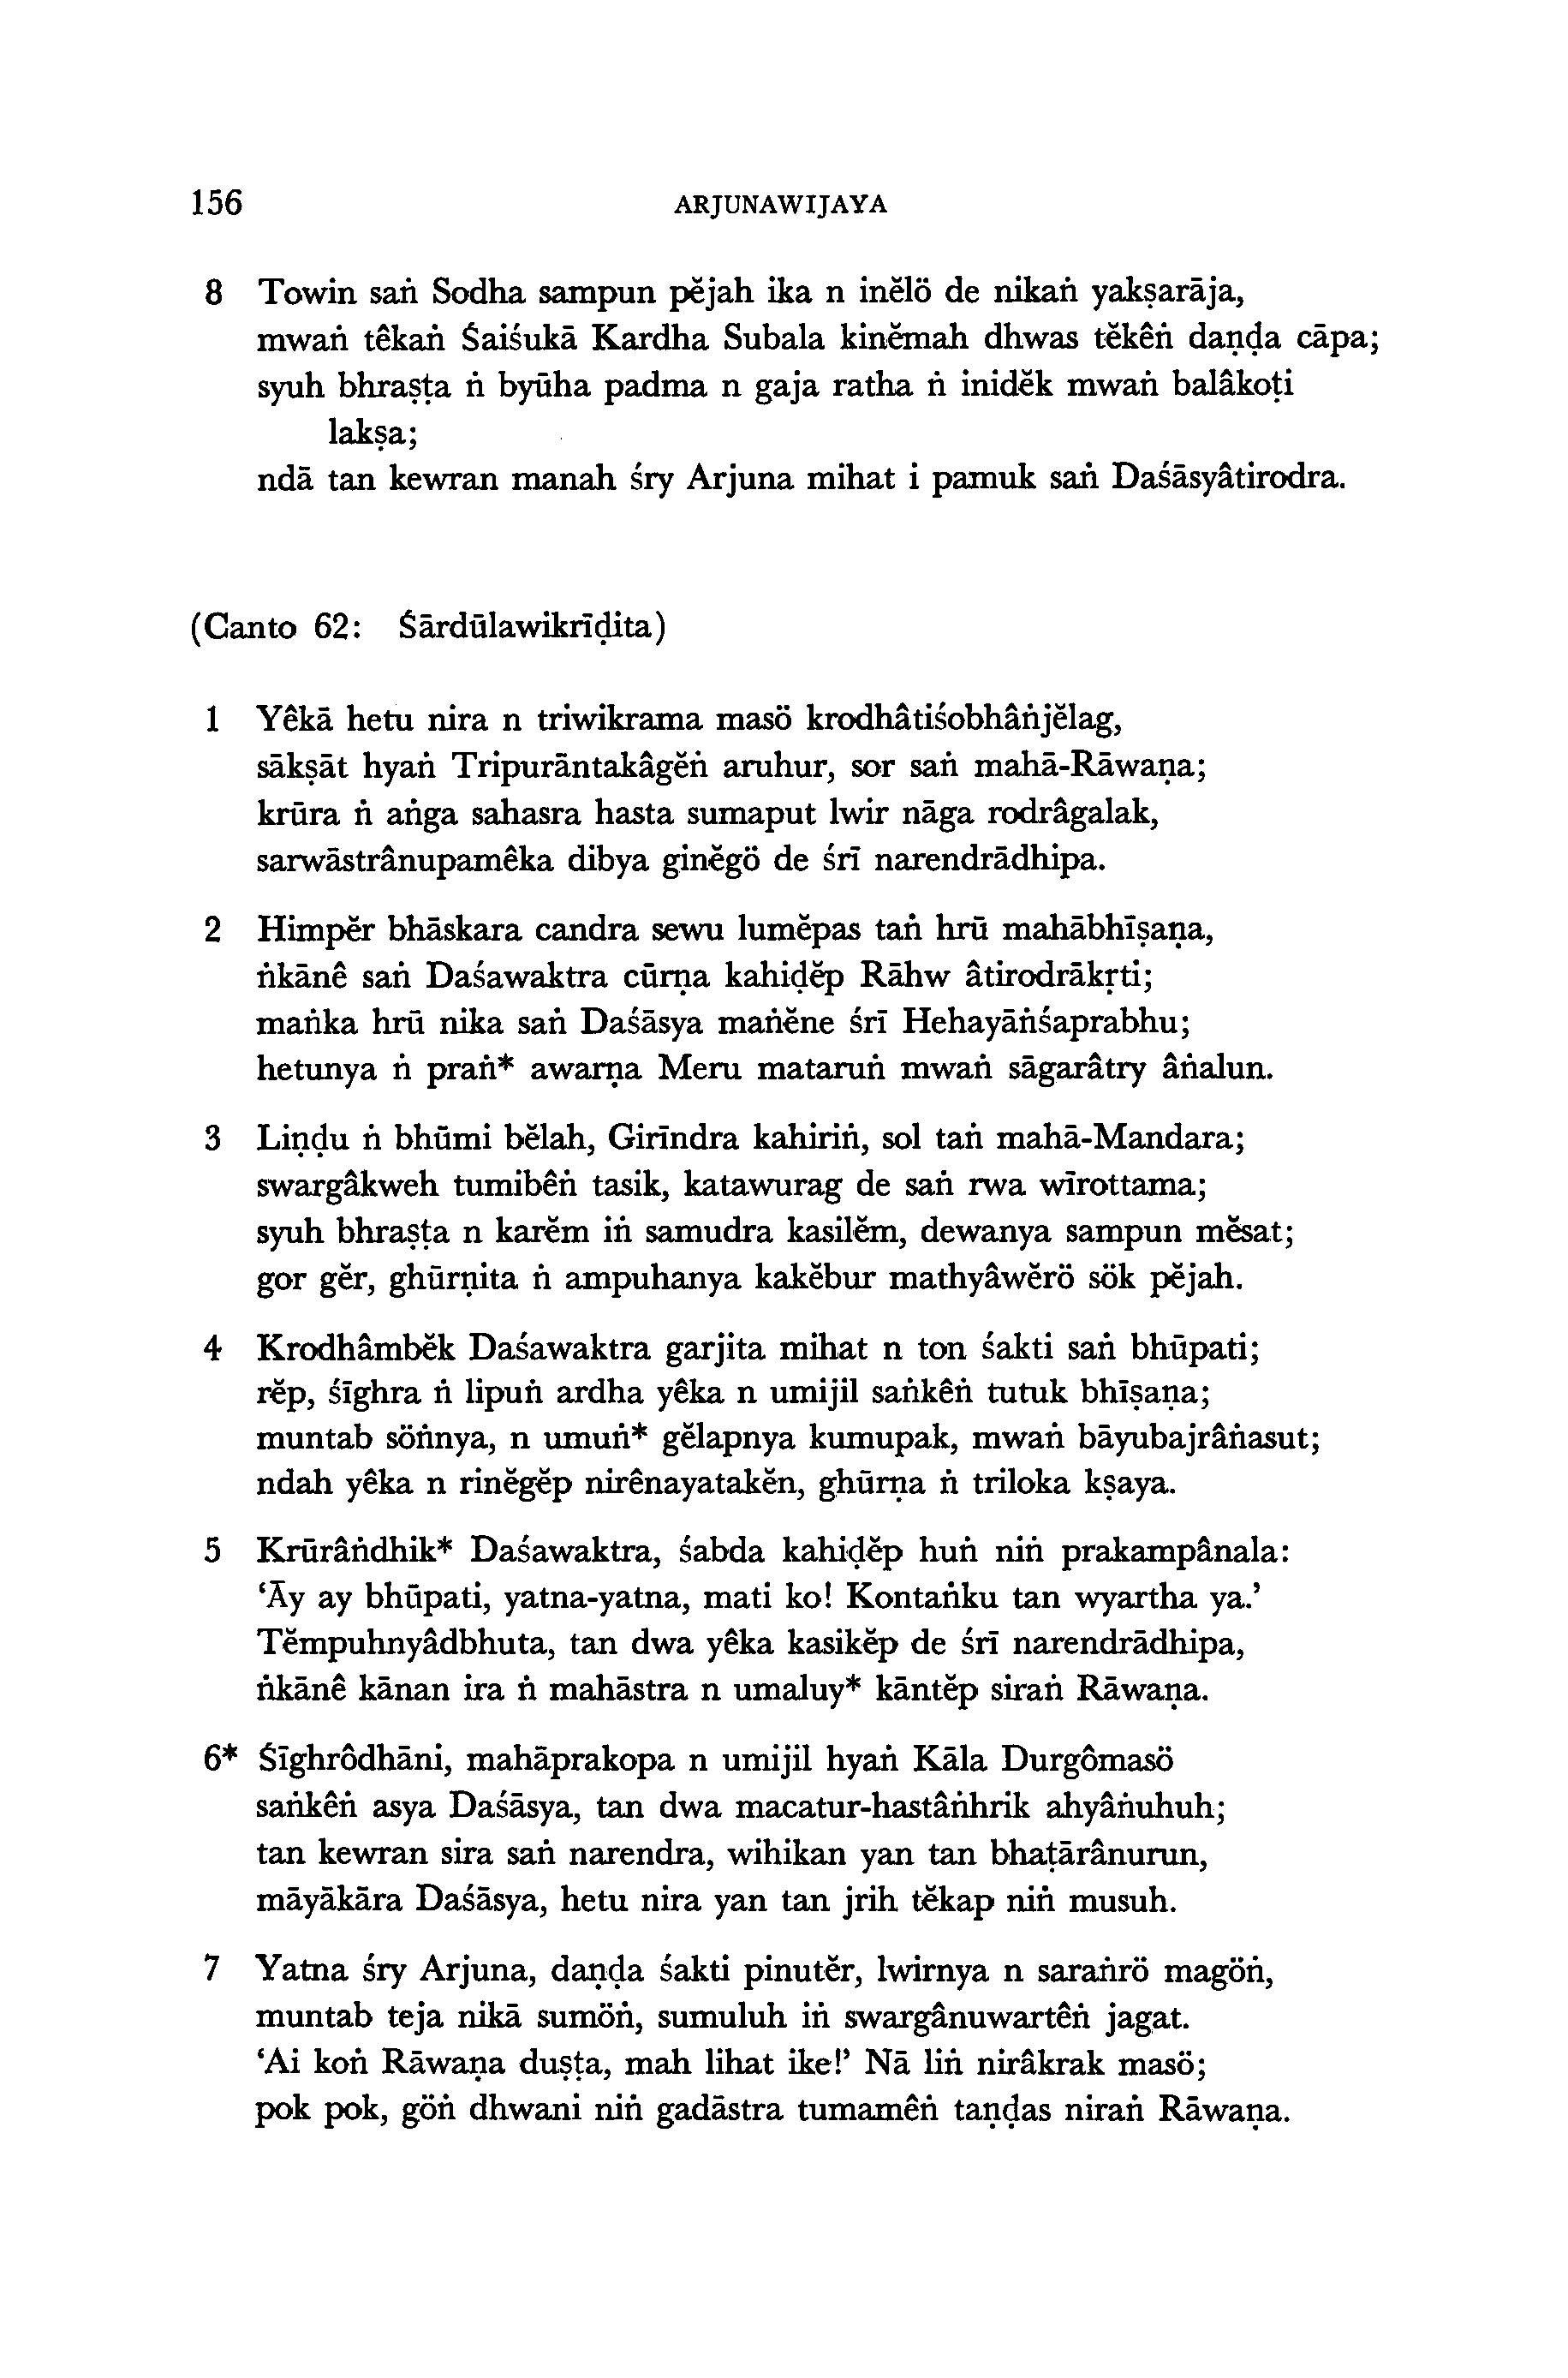 156 ARJUNAWIJAYA
8 Towin saṅ Sodha sampun pĕjah ika n inĕlö de nikaṅ yakṣarāja,
mwaṅ têkaṅ Śaiśukā Kardha Subala kinĕmah dhwas tĕkêṅ daṇḍa cāpa;
syuh bhraṣṭa ṅ byūha padma n gaja ratha ṅ inidĕk mwaṅ balâkoṭi
lakṣa;
ndā tan kewran manah śry Arjuna mihat i pamuk saṅ Daśāsyâtirodra.
(Canto 62: Śārdūlawikrīḍita)
1 Yêkā hetu nira n triwikrama masö krodhâtiśobhâṅjĕlag,
sākṣāt hyaṅ Tripurāntakâgĕṅ aruhur, sor saṅ mahā-Rāwaṇa;
krūra ṅ aṅga sahasra hasta sumaput lwir nāga rodrâgalak,
sarwāstrânupamêka dibya ginĕgö de śrī narendrādhipa.
2 Himpĕr bhāskara candra sewu lumĕpas taṅ hrū mahābhīṣaṇa,
ṅkānê saṅ Daśawaktra cūrṇa kahiḍĕp Rāhw âtirodrākṛti;
maṅka hrū nika saṅ Daśāsya maṅĕne śrī Hehayāṅśaprabhu;
hetunya ṅ praṅ* awarṇa Meru mataruṅ mwaṅ sāgarâtry âṅalun.
3 Liṇḍu ṅ bhūmi bĕlah, Girīndra kahiriṅ, sol taṅ mahā-Mandara;
swargâkweh tumibêṅ tasik, katawurag de saṅ rwa wīrottama;
syuh bhraṣṭa n karĕm iṅ samudra kasilĕm, dewanya sampun mĕsat;
gor gĕr, ghūrṇita ṅ ampuhanya kakĕbur mathyâwĕrö sök pĕjah.
4 Krodhâmbĕk Daśawaktra garjita mihat n ton śakti saṅ bhūpati;
rĕp, śīghra ṅ lipuṅ ardha yêka n umijil saṅkêṅ tutuk bhīṣaṇa;
muntab söṅnya, n umuṅ* gĕlapnya kumupak, mwaṅ bāyubajrâṅasut;
ndah yêka n rinĕgĕp nirênayatakĕn, ghūrṇa ṅ triloka kṣaya.
5 Krūrâṅdhik* Daśawaktra, śabda kahiḍĕp huṅ niṅ prakampânala:
‘Āy ay bhūpati, yatna-yatna, mati ko! Kontaṅku tan wyartha ya.’
Tĕmpuhnyâdbhuta, tan dwa yêka kasikĕp de śrī narendrādhipa,
ṅkānê kānan ira ṅ mahāstra n umaluy* kāntĕp siraṅ Rāwaṇa.
6* Śīghrôdhāni, mahāprakopa n umijil hyaṅ Kāla Durgômasö
saṅkêṅ asya Daśāsya, tan dwa macatur-hastâṅhrik ahyâṅuhuh;
tan kewran sira saṅ narendra, wihikan yan tan bhaṭārânurun,
māyākāra Daśāsya, hetu nira yan tan jrih tĕkap niṅ musuh.
7 Yatna śry Arjuna, daṇḍa śakti pinutĕr, lwirnya n saraṅrö magöṅ,
muntab teja nikā sumöṅ, sumuluh iṅ swargânuwartêṅ jagat.
‘Ai koṅ Rāwaṇa duṣṭa, mah lihat ike!’ Nā liṅ nirâkrak masö;
pok pok, göṅ dhwani niṅ gadāstra tumamêṅ taṇḍas niraṅ Rāwaṇa.